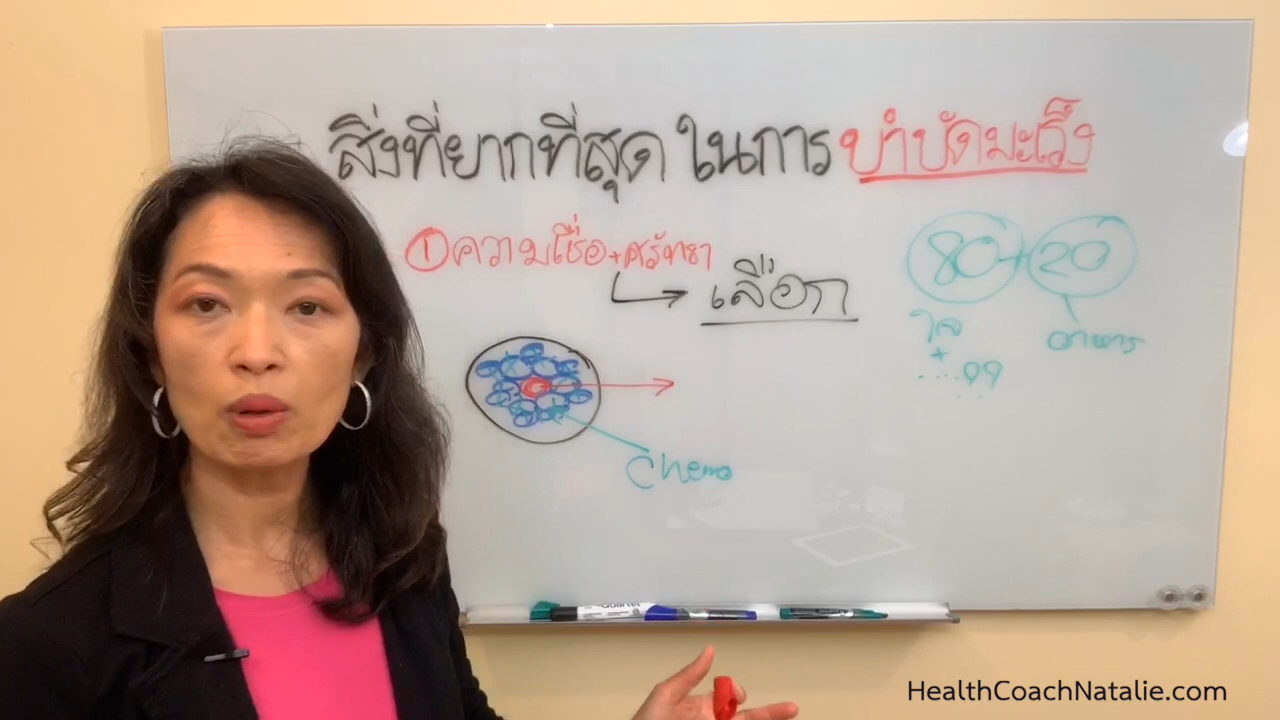 สิ่งที่ยากที่สุด ในการ บำบัดมะเร็ง
① ความเชื่อ + ศรัทธา
เลือก
80 + 20
ใจ
อาหาร
+
Chemo
Quartet
HealthCoachNatalie.com